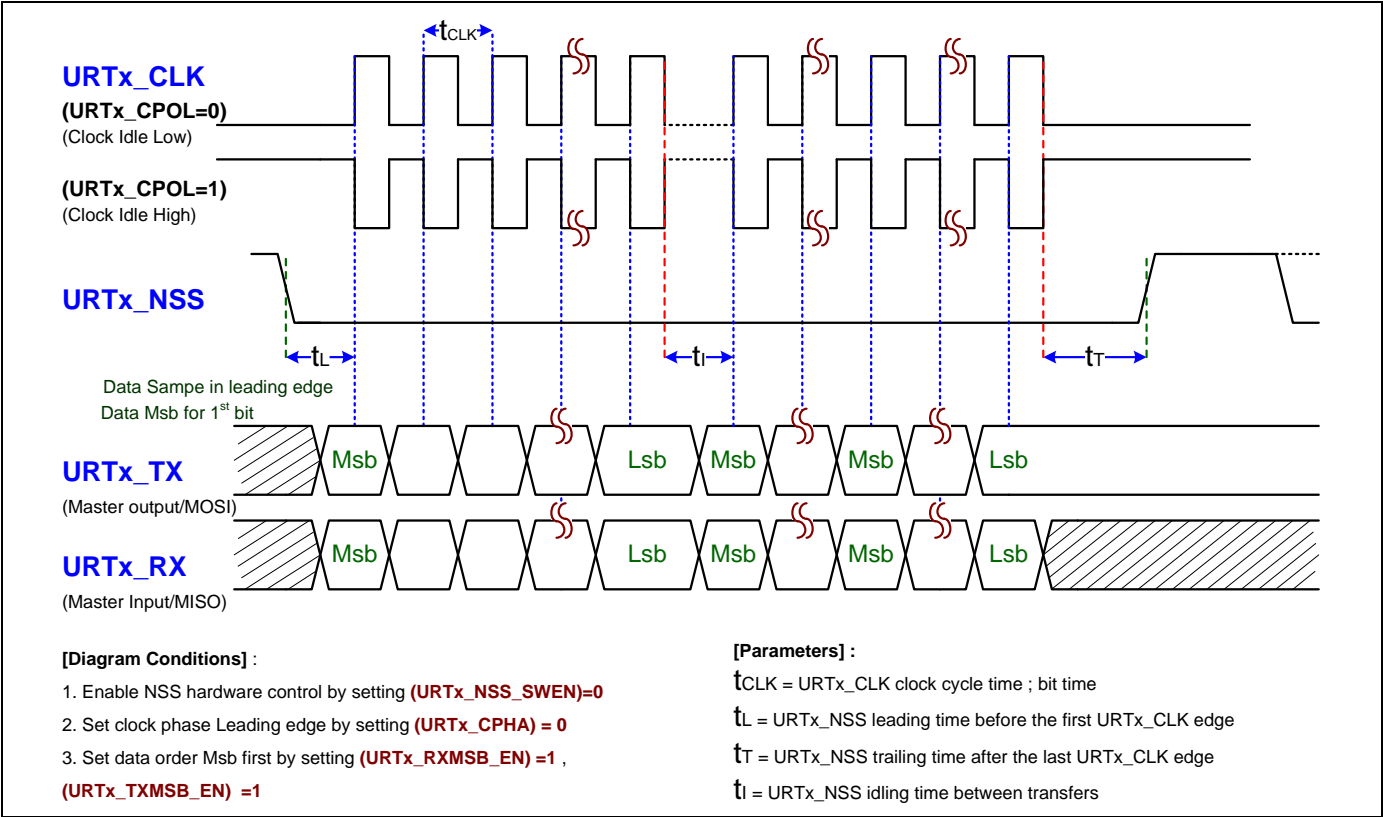 tCLK
URTx_CLK
(URTx_CPOL=0)
(Clock Idle Low)
(URTx_CPOL=1)
(Clock Idle High)
URTx_NSS
tL
tI
tT
Data Sampe in leading edge
Data Msb for 1st bit
URTx_TX
(Master output/MOSI)
Msb
Lsb
Msb
Msb
Lsb
URTx_RX
(Master Input/MISO)
Msb
Lsb
Msb
Msb
Lsb
[Diagram Conditions] :
1. Enable NSS hardware control by setting (URTx_NSS_SWEN)=0
2. Set clock phase Leading edge by setting (URTx_CPHA) = 0
3. Set data order Msb first by setting (URTx_RXMSB_EN) =1 ,
(URTx_TXMSB_EN) =1
[Parameters] :
tCLK = URTx_CLK clock cycle time ; bit time
tL = URTx_NSS leading time before the first URTx_CLK edge
tT = URTx_NSS trailing time after the last URTx_CLK edge
tI = URTx_NSS idling time between transfers